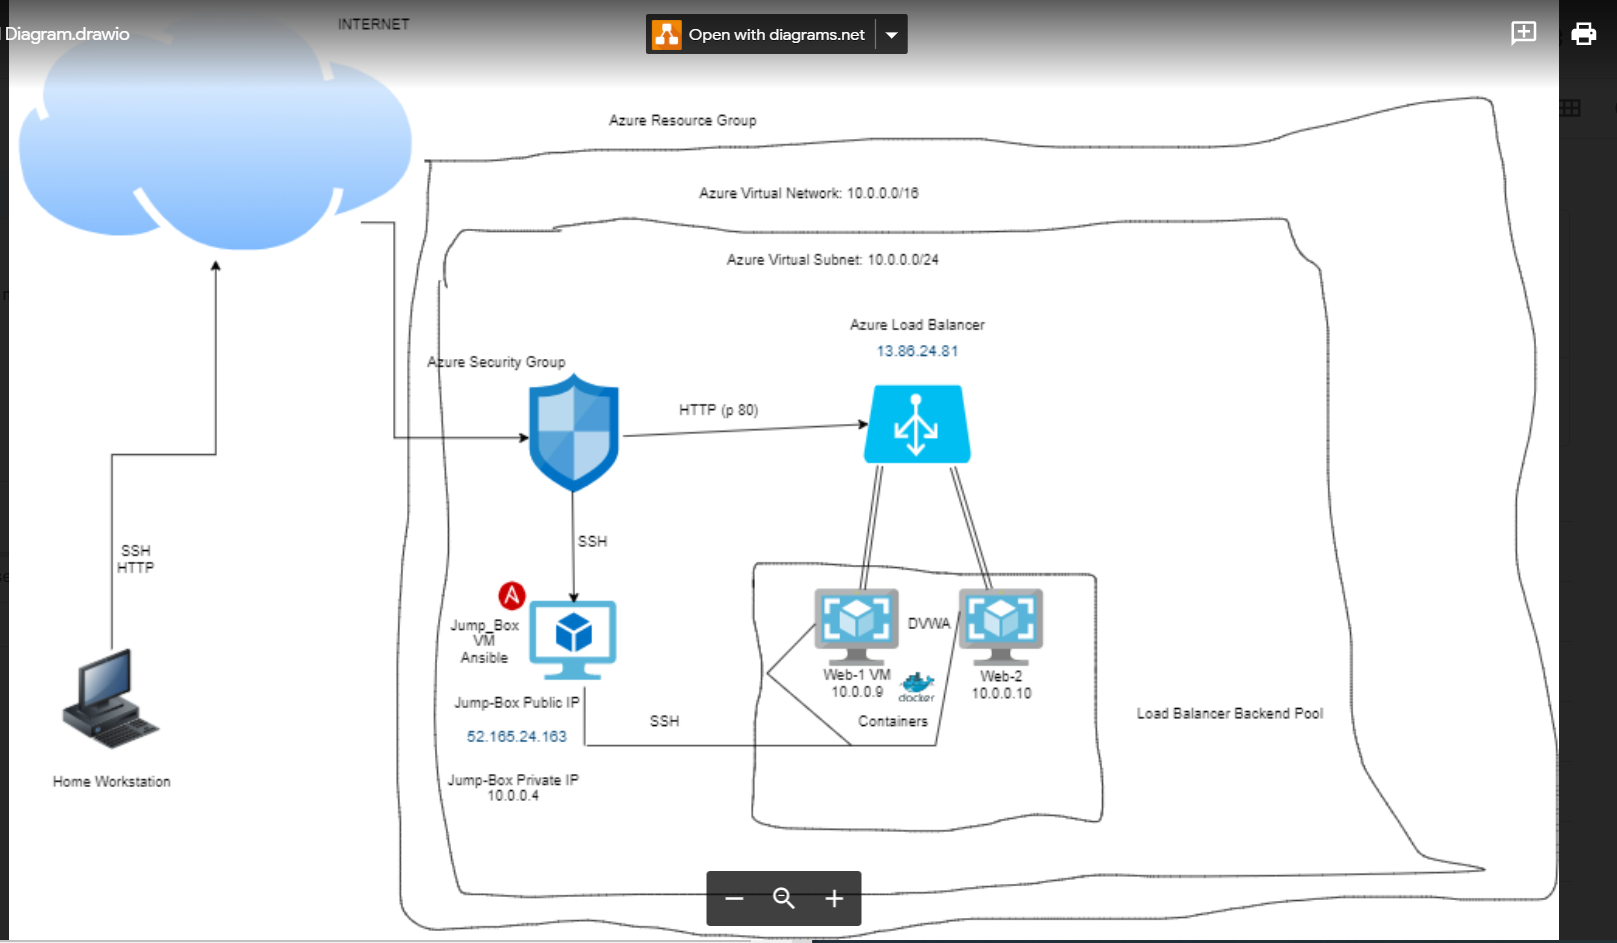 Diagram.drawio
INTERNET
Open with diagrams.net
Azure Resource Group
Azure Virtual Network: 10.0.0.0/16
Azure Virtual Subnet: 10.0.0.0/24
Azure Load Balancer
13.86.24.81
Azure Security Group
HTTP (p 80)
SSH
SSH
HTTP
Jump_Box
VM
Ansible
DVWA
Web-1 VM
10.0.0.9
docker
Web-2
10.0.0.10
Containers
Jump-Box Public IP
52.165.24.163
SSH
Load Balancer Backend Pool
Jump-Box Private IP
10.0.0.4
Home Workstation